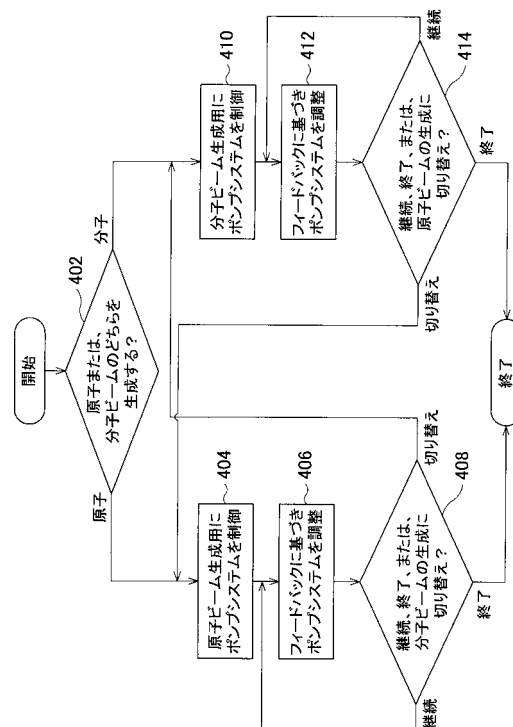 開始
402
原子または、
分子ビームのどちらを
生成する？
原子
分子
404
原子ビーム生成用に
ポンプシステムを制御
406
フィードバックに基づき
ポンプシステムを調整
408
継続、終了、または、
分子ビームの生成に
切り替え？
継続
切り替え
終了
410
分子ビーム生成用に
ポンプシステムを制御
412
フィードバックに基づき
ポンプシステムを調整
414
継続、終了、または、
原子ビームの生成に
切り替え？
継続
切り替え
終了
終了